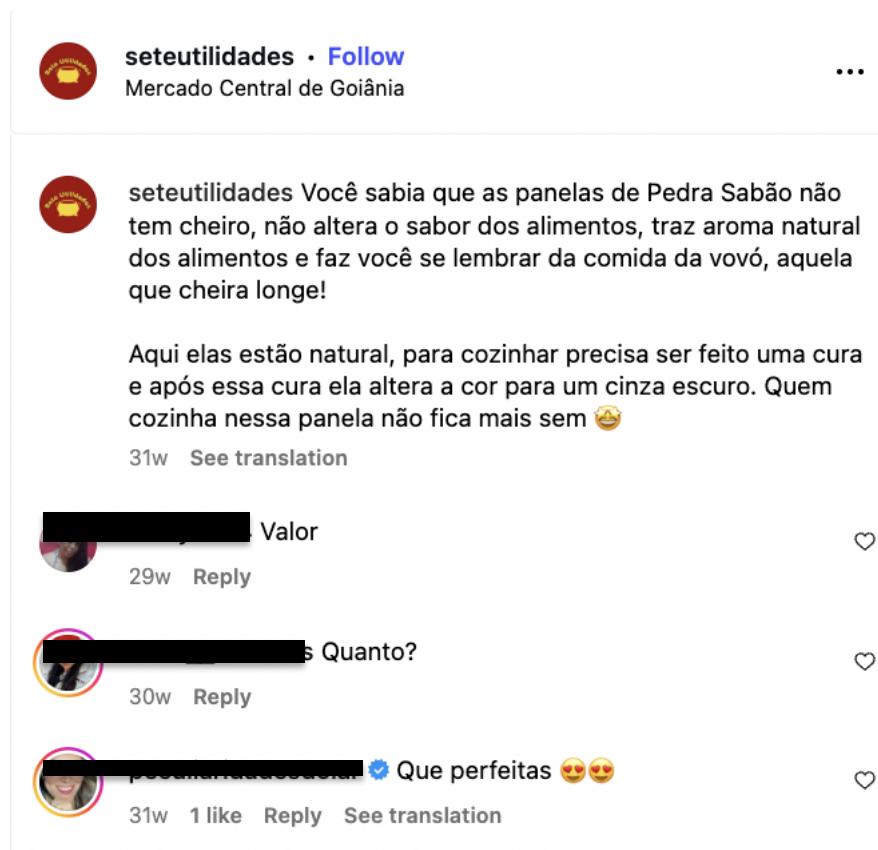 seteutilidades • Follow
Mercado Central de Goiânia
Sete Utilidades
Sete Utilidades
seteutilidades Você sabia que as panelas de Pedra Sabão não
tem cheiro, não altera o sabor dos alimentos, traz aroma natural
dos alimentos e faz você se lembrar da comida da vovó, aquela
que cheira longe!
Aqui elas estão natural, para cozinhar precisa ser feito uma cura
e após essa cura ela altera a cor para um cinza escuro. Quem
cozinha nessa panela não fica mais sem 🤩
31w See translation
Valor
29w Reply
s Quanto?
30w Reply
Que perfeitas 😍😍
31w 1 like Reply See translation